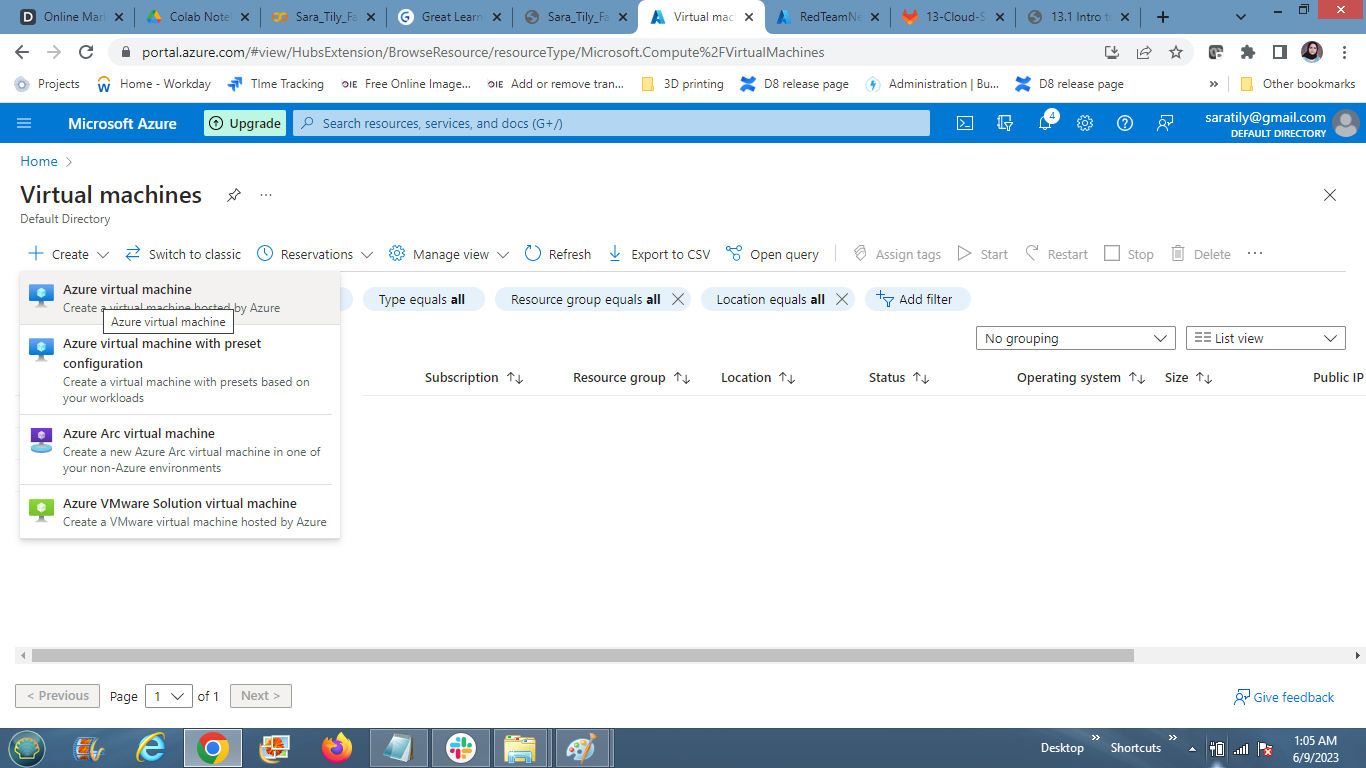 Online Mar
Colab Note
Sara_Tily_Fa
Great Learn
Sara_Tily_Fa
Virtual mac
RedTeamNe
13-Cloud-S
13.1 Intro to
portal.azure.com/#view/HubsExtension/BrowseResource/resourceType/Microsoft.Compute%2FVirtualMachines
Projects
Home - Workday
TIme Tracking
Free Online Image...
Add or remove tran...
3D printing
D8 release page
Administration | Bu...
D8 release page
»
Other bookmarks
Microsoft Azure
Upgrade
Search resources, services, and docs (G+/)
4
saratily@gmail.com
DEFAULT DIRECTORY
Home >
Virtual machines
...
Default Directory
Create
Switch to classic
Reservations
Manage view
Refresh
Export to CSV
Open query
Assign tags
Start
Restart
Stop
Delete
...
Azure virtual machine
Create a virtual machine hosted by Azure
Azure virtual machine
Azure virtual machine with preset
configuration
Create a virtual machine with presets based on
your workloads
Azure Arc virtual machine
Create a new Azure Arc virtual machine in one of
your non-Azure environments
Azure VMware Solution virtual machine
Create a VMware virtual machine hosted by Azure
Type equals all
Resource group equals all
Location equals all
Add filter
No grouping
List view
Subscription
Resource group
Location
Status
Operating system
Size
Public IP
< Previous
Page
1
of 1
Next >
Give feedback
Desktop
»
Shortcuts
»
1:05 AM
6/9/2023